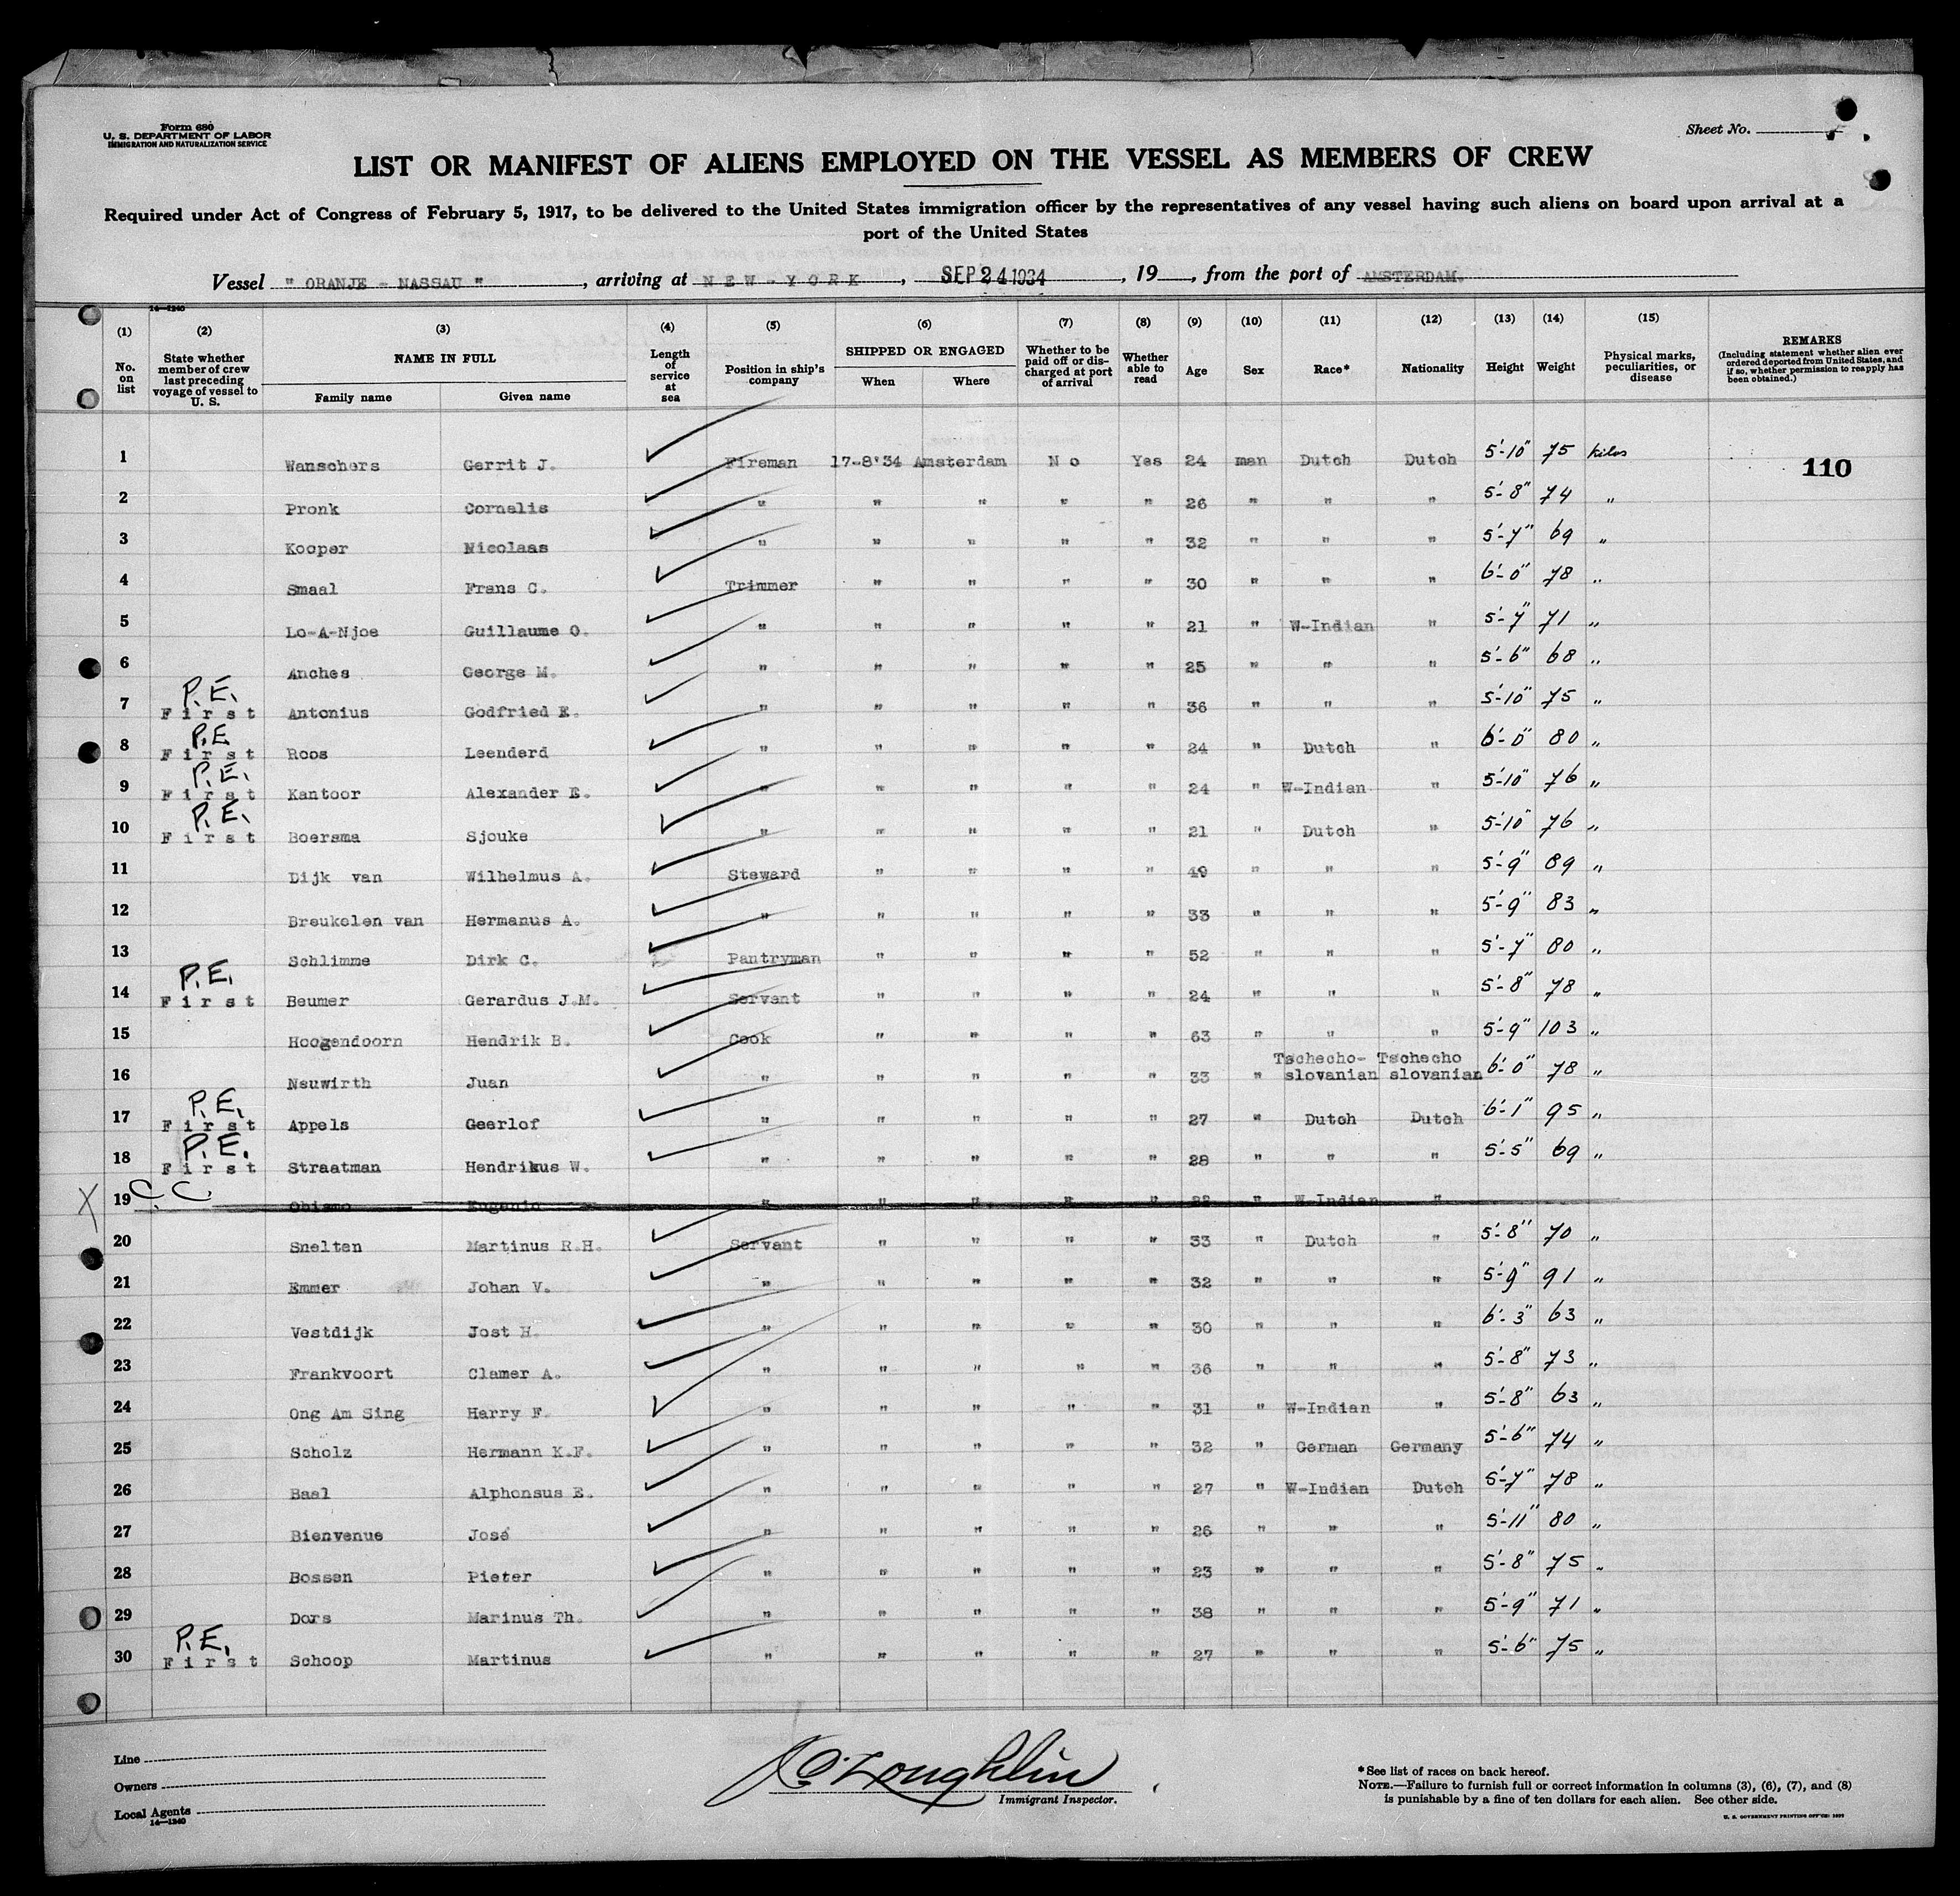 Form 680
U. S. DEPARTMENT OF LABOR
IMMIGRATION AND NATURALIZATION SERVICE
Sheet No.
LIST OR MANIFEST OF ALIENS EMPLOYED ON THE VESSEL AS MEMBERS OF CREW
Required under Act of Congress of February 5, 1917, to be delivered to the United States immigration officer by the representatives of any vessel having such aliens on board upon arrival at a
port of the United States
Vessel " ORANJE - NASSAU ", arriving at NEW - YORK, SEP 24 1934, 19, from the port of AMSTERDAM.
14—1240
(1) No. on list
(2) State whether member of crew last preceding voyage of vessel to U. S.
(3) NAME IN FULL Family name Given name
(4) Length of service at sea
(5) Position in ship's company
(6) SHIPPED OR ENGAGED When Where
(7) Whether to be paid off or discharged at port of arrival
(8) Whether able to read
(9) Age
(10) Sex
(11) Race*
(12) Nationality
(13) Height
(14) Weight
(15) Physical marks, peculiarities, or disease
REMARKS (Including statement whether alien ever ordered deported from United States, and if so, whether permission to reapply has been obtained.)
110
1 Wanschers Gerrit J. Fireman 17-8'34 Amsterdam No Yes 24 man Dutch Dutch 5'-10" 75 kilos
2 Pronk Cornelis " " " " " 26 " " " 5'-8" 74 "
3 Kooper Nicolaas " " " " " 32 " " " 5'-7" 69 "
4 Smaal Frans C. Trimmer " " " " 30 " " " 6'-0" 78 "
5 Lo-A-Njoe Guillaume O. " " " " " 21 " W-Indian " 5'-7" 71 "
6 Anches George M. " " " " " 25 " " " 5'-6" 68 "
7 P.E. First Antonius Godfried E. " " " " " 36 " " " 5'-10" 75 "
8 P.E First Roos Leenderd " " " " " 24 " Dutch " 6'-0" 80 "
9 P.E. First Kantoor Alexander E. " " " " " 24 " W-Indian " 5'-10" 76 "
10 P.E. First Boersma Sjouke " " " " " 21 " Dutch " 5'-10" 76 "
11 Dijk van Wilhelmus A. Steward " " " " 49 " " " 5'-9" 89 "
12 Breukelen van Hermanus A. " " " " " 33 " " " 5'-9" 83 "
13 Schlimme Dirk C. Pantryman " " " " 52 " " " 5'-7" 80 "
14 P.E. First Beumer Gerardus J.M. Servant " " " " 24 " " " 5'-8" 78 "
15 Hoogendoorn Hendrik B. Cook " " " " 63 " " " 5'-9" 103 "
16 Neuwirth Juan " " " " " 33 " Tschecho-slovanian Tschecho slovanian 6'-0" 78 "
17 P.E. First Appels Geerlof " " " " " 27 " Dutch Dutch 6'-1" 95 "
18 P.E. First Straatman Hendrikus W. " " " " " 28 " " " 5'-5" 69 "
X 19 C.C. Eugenio " " " " " 22 " W-Indian "
20 Snelten Martinus R.H. Servant " " " " 33 " Dutch " 5'-8" 70 "
21 Emmer Johan V. " " " " " 32 " " " 5'-9" 91 "
22 Vestdijk Jost H. " " " " " 30 " " " 6'-3" 63 "
23 Frankvoort Clamer A. " " " " " 36 " " " 5'-8" 73 "
24 Ong Am Sing Harry F. " " " " " 31 " W-Indian " 5'-8" 63 "
25 Scholz Hermann K.F. " " " " " 32 " German Germany 5'-6" 74 "
26 Baal Alphonsus E. " " " " " 27 " W-Indian Dutch 5'-7" 78 "
27 Bienvenue José " " " " " 26 " " " 5'-11" 80 "
28 Bossen Pieter " " " " " 23 " " " 5'-8" 75 "
29 Dors Marinus Th. " " " " " 38 " " " 5'-9" 71 "
30 P.E. First Schoop Martinus " " " " " 27 " " " 5'-6" 75 "
Line
Owners
Local Agents
14—1240
J C Loughlin
Immigrant Inspector.
*See list of races on back hereof.
NOTE.—Failure to furnish full or correct information in columns (3), (6), (7), and (8)
is punishable by a fine of ten dollars for each alien. See other side.
U. S. GOVERNMENT PRINTING OFFICE: